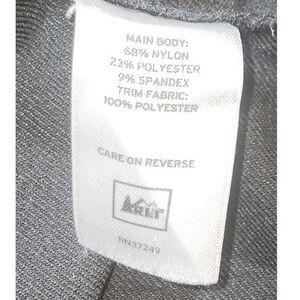 MAIN BODY:
68% NYLON
23% POLYESTER
9% SPANDEX
TRIM FABRIC:
100% POLYESTER
CARE ON REVERSE
REI
RN37249